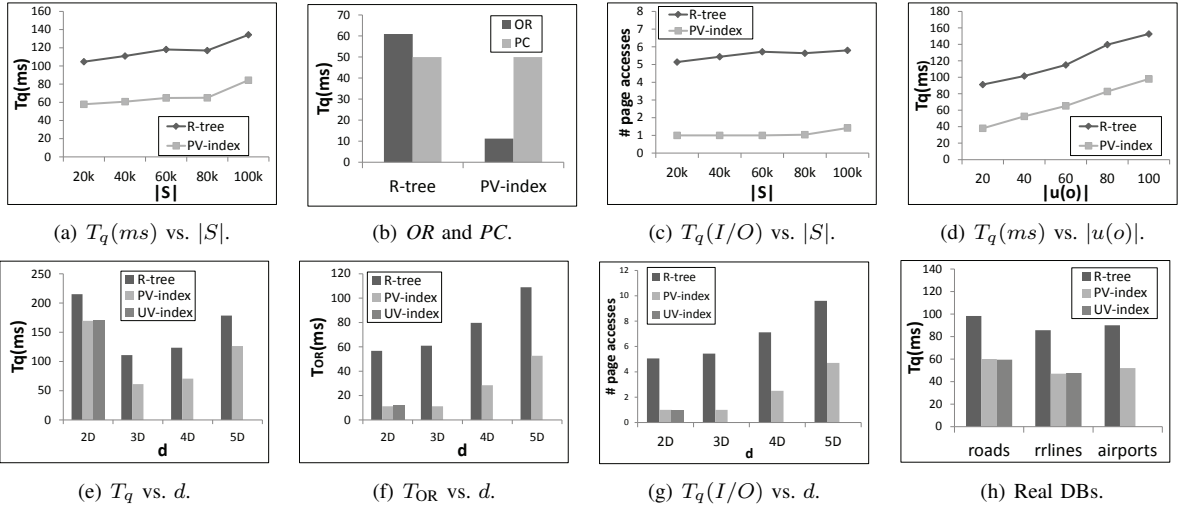 160
140
120
100
80
60
40
20
0
Tq(ms)
R-tree
PV-index
20k 40k 60k 80k 100k
|S|
(a) Tq(ms) vs. |S|.
70
60
50
40
30
20
10
0
Tq(ms)
OR
PC
R-tree PV-index
(b) OR and PC.
8
7
6
5
4
3
2
1
0
# page accesses
R-tree
PV-index
20k 40k 60k 80k 100k
|S|
(c) Tq(I/O) vs. |S|.
180
160
140
120
100
80
60
40
20
0
Tq(ms)
R-tree
PV-index
20 40 60 80 100
|u(o)|
(d) Tq(ms) vs. |u(o)|.
250
200
150
100
50
0
Tq(ms)
R-tree
PV-index
UV-index
2D 3D 4D 5D
d
(e) Tq vs. d.
120
100
80
60
40
20
0
TOR(ms)
R-tree
PV-index
UV-index
2D 3D 4D 5D
d
(f) TOR vs. d.
12
10
8
6
4
2
0
# page accesses
R-tree
PV-index
UV-index
2D 3D 4D 5D
d
(g) Tq(I/O) vs. d.
140
120
100
80
60
40
20
0
Tq(ms)
R-tree
PV-index
UV-index
roads rrlines airports
(h) Real DBs.